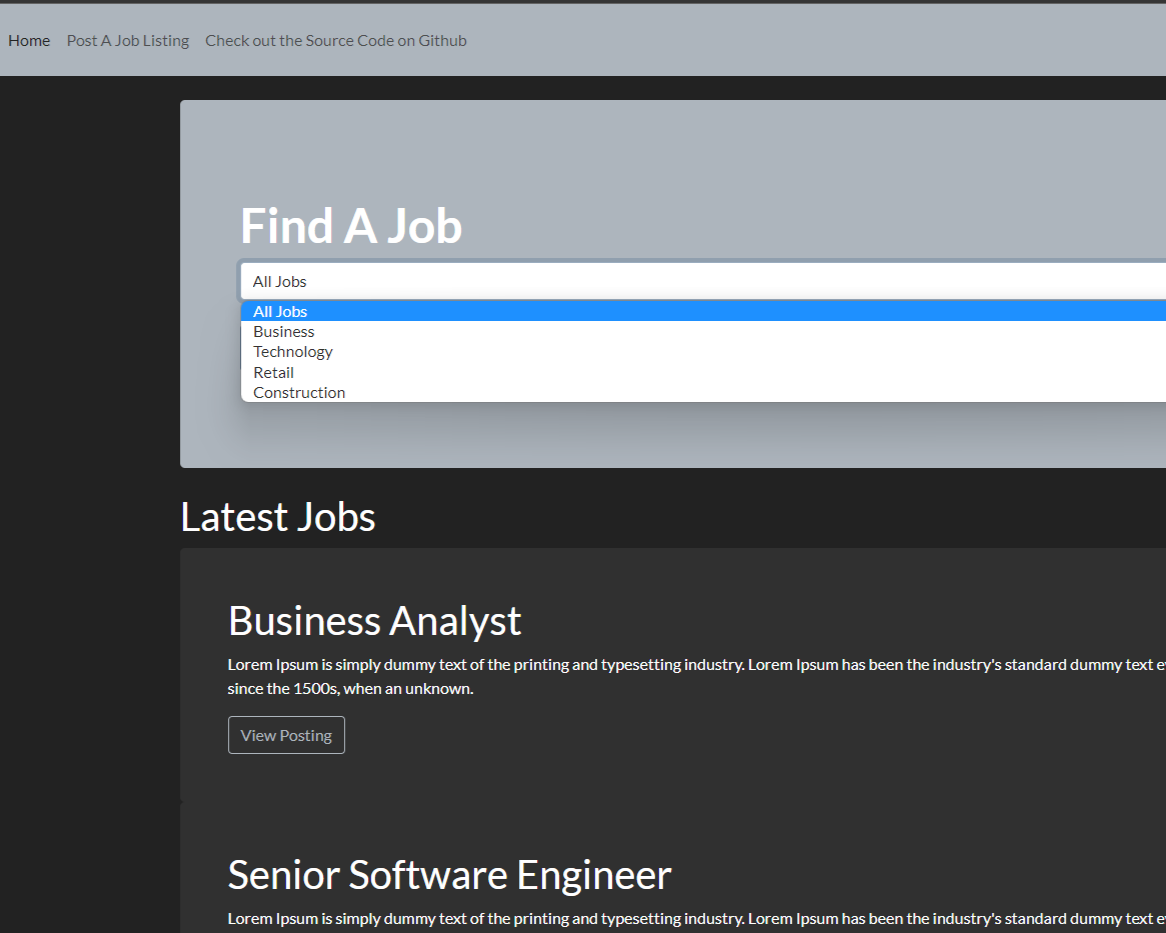 Home Post A Job Listing Check out the Source Code on Github
Find A Job
All Jobs
All Jobs
Business
Technology
Retail
Construction
Latest Jobs
Business Analyst
Lorem Ipsum is simply dummy text of the printing and typesetting industry. Lorem Ipsum has been the industry's standard dummy text
since the 1500s, when an unknown.
View Posting
Senior Software Engineer
Lorem Ipsum is simply dummy text of the printing and typesetting industry. Lorem Ipsum has been the industry's standard dummy text